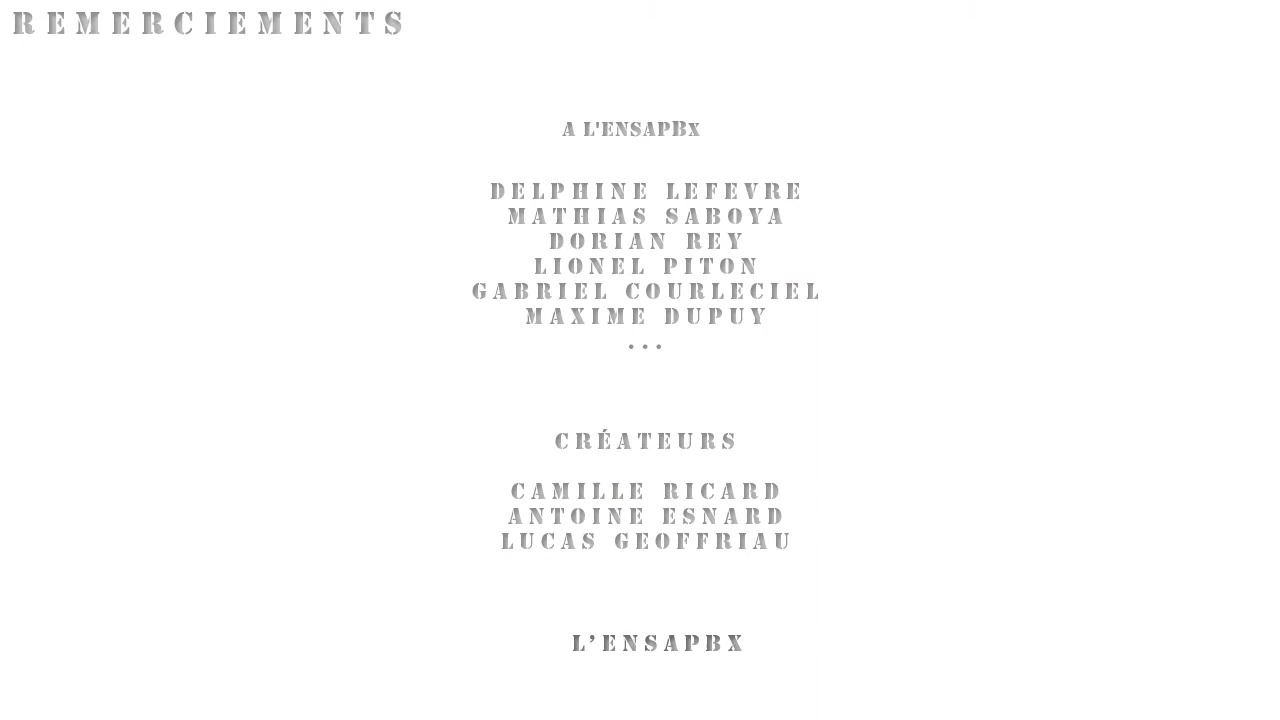 REMERCIEMENTS
A L'ENSAPBx
DELPHINE LEFEVRE
MATHIAS SABOYA
DORIAN REY
LIONEL PITON
GABRIEL COURLECIEL
MAXIME DUPUY
...
CRÉATEURS
CAMILLE RICARD
ANTOINE ESNARD
LUCAS GEOFFRIAU
L’ENSAPBX